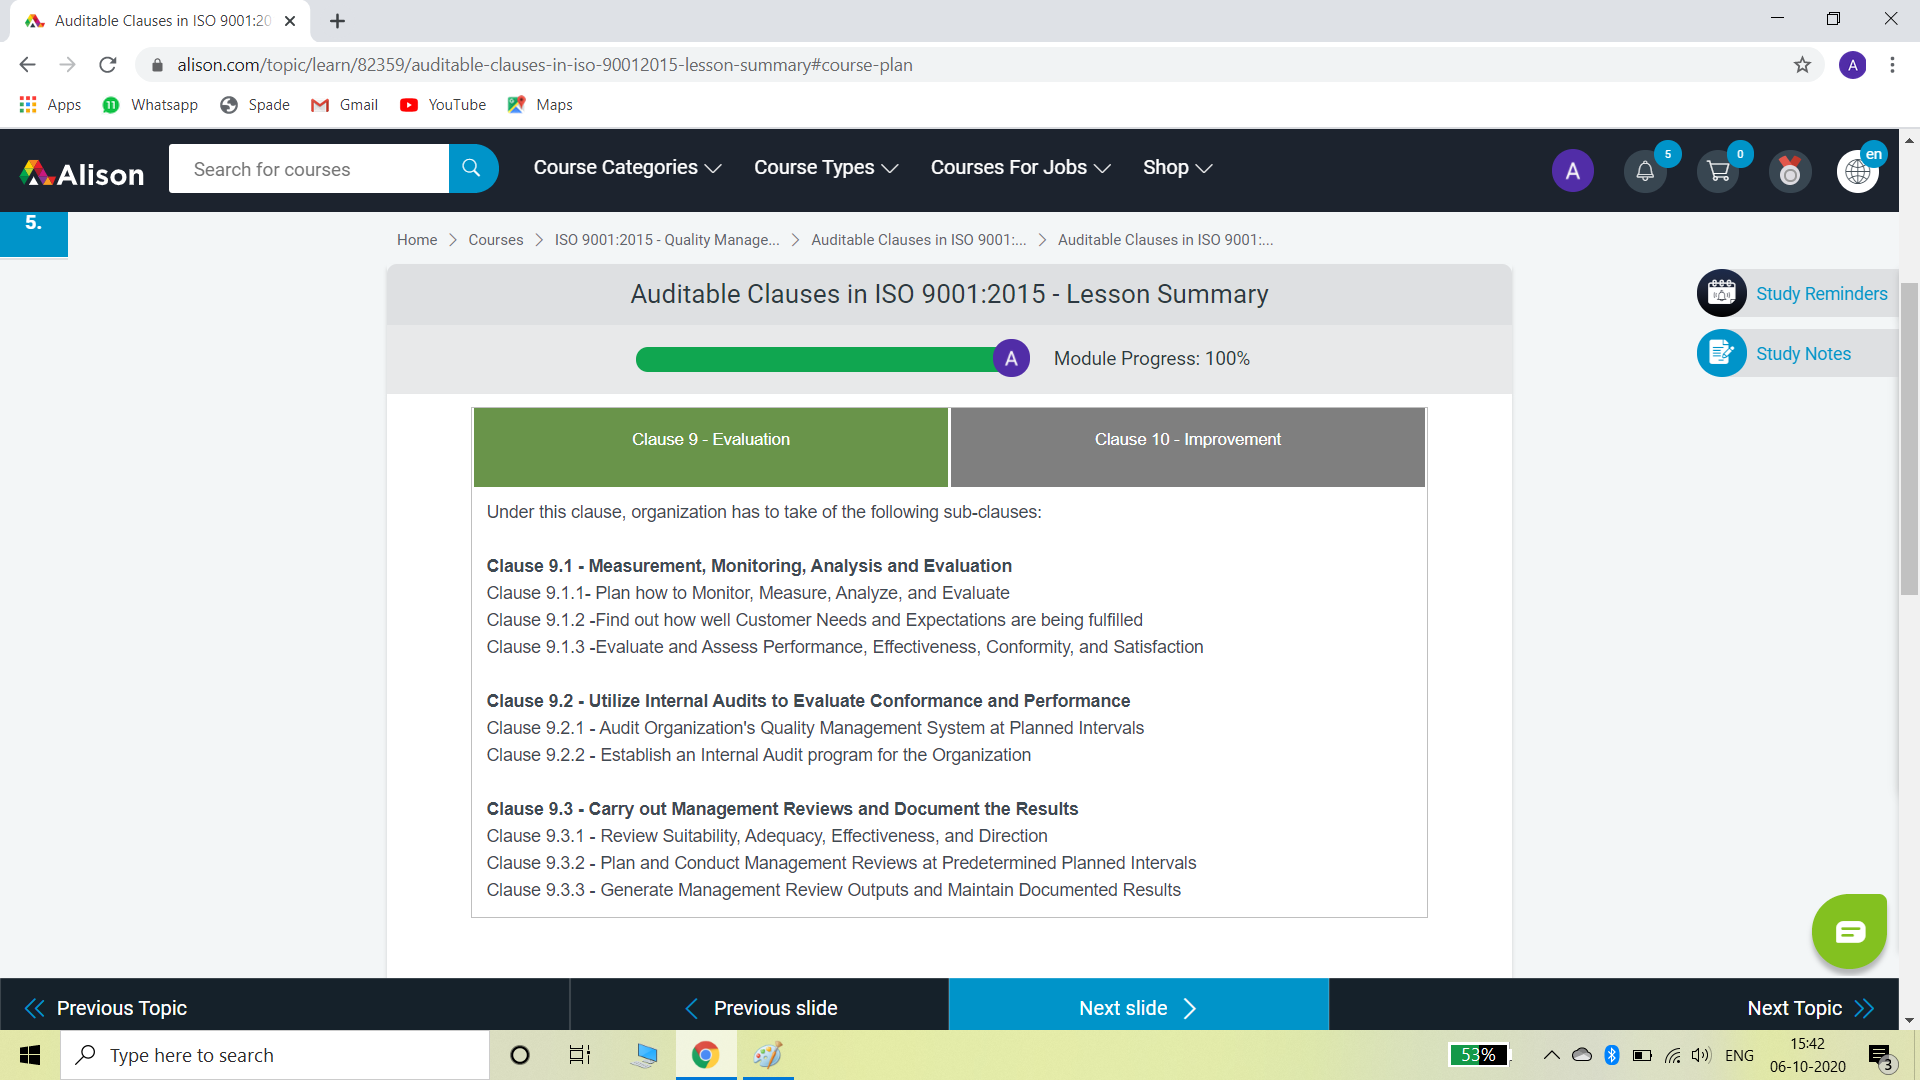 Auditable Clauses in ISO 9001:20
alison.com/topic/learn/82359/auditable-clauses-in-iso-90012015-lesson-summary#course-plan
A
Apps
11
Whatsapp
Spade
Gmail
YouTube
Maps
Alison
Search for courses
Course Categories
Course Types
Courses For Jobs
Shop
A
5
0
en
5.
Home > Courses > ISO 9001:2015 - Quality Manage... > Auditable Clauses in ISO 9001:... > Auditable Clauses in ISO 9001:...
Auditable Clauses in ISO 9001:2015 - Lesson Summary
A
Module Progress: 100%
Study Reminders
Study Notes
Clause 9 - Evaluation
Clause 10 - Improvement
Under this clause, organization has to take of the following sub-clauses:
Clause 9.1 - Measurement, Monitoring, Analysis and Evaluation
Clause 9.1.1- Plan how to Monitor, Measure, Analyze, and Evaluate
Clause 9.1.2 -Find out how well Customer Needs and Expectations are being fulfilled
Clause 9.1.3 -Evaluate and Assess Performance, Effectiveness, Conformity, and Satisfaction
Clause 9.2 - Utilize Internal Audits to Evaluate Conformance and Performance
Clause 9.2.1 - Audit Organization's Quality Management System at Planned Intervals
Clause 9.2.2 - Establish an Internal Audit program for the Organization
Clause 9.3 - Carry out Management Reviews and Document the Results
Clause 9.3.1 - Review Suitability, Adequacy, Effectiveness, and Direction
Clause 9.3.2 - Plan and Conduct Management Reviews at Predetermined Planned Intervals
Clause 9.3.3 - Generate Management Review Outputs and Maintain Documented Results
Previous Topic
Previous slide
Next slide
Next Topic
Type here to search
53%
ENG
15:42
06-10-2020
3